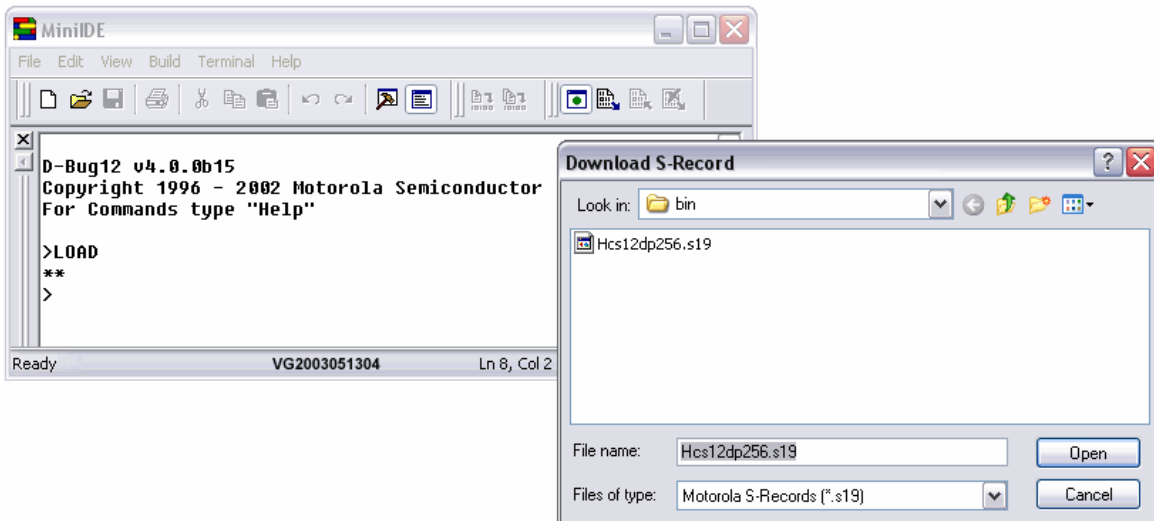 MiniIDE
File Edit View Build Terminal Help
D-Bug12 v4.0.0b15
Copyright 1996 - 2002 Motorola Semiconductor
For Commands type "Help"
>LOAD
**
>
Ready VG2003051304 Ln 8, Col 2
Download S-Record
Look in: bin
Hcs12dp256.s19
File name: Hcs12dp256.s19 Open
Files of type: Motorola S-Records (*.s19) Cancel